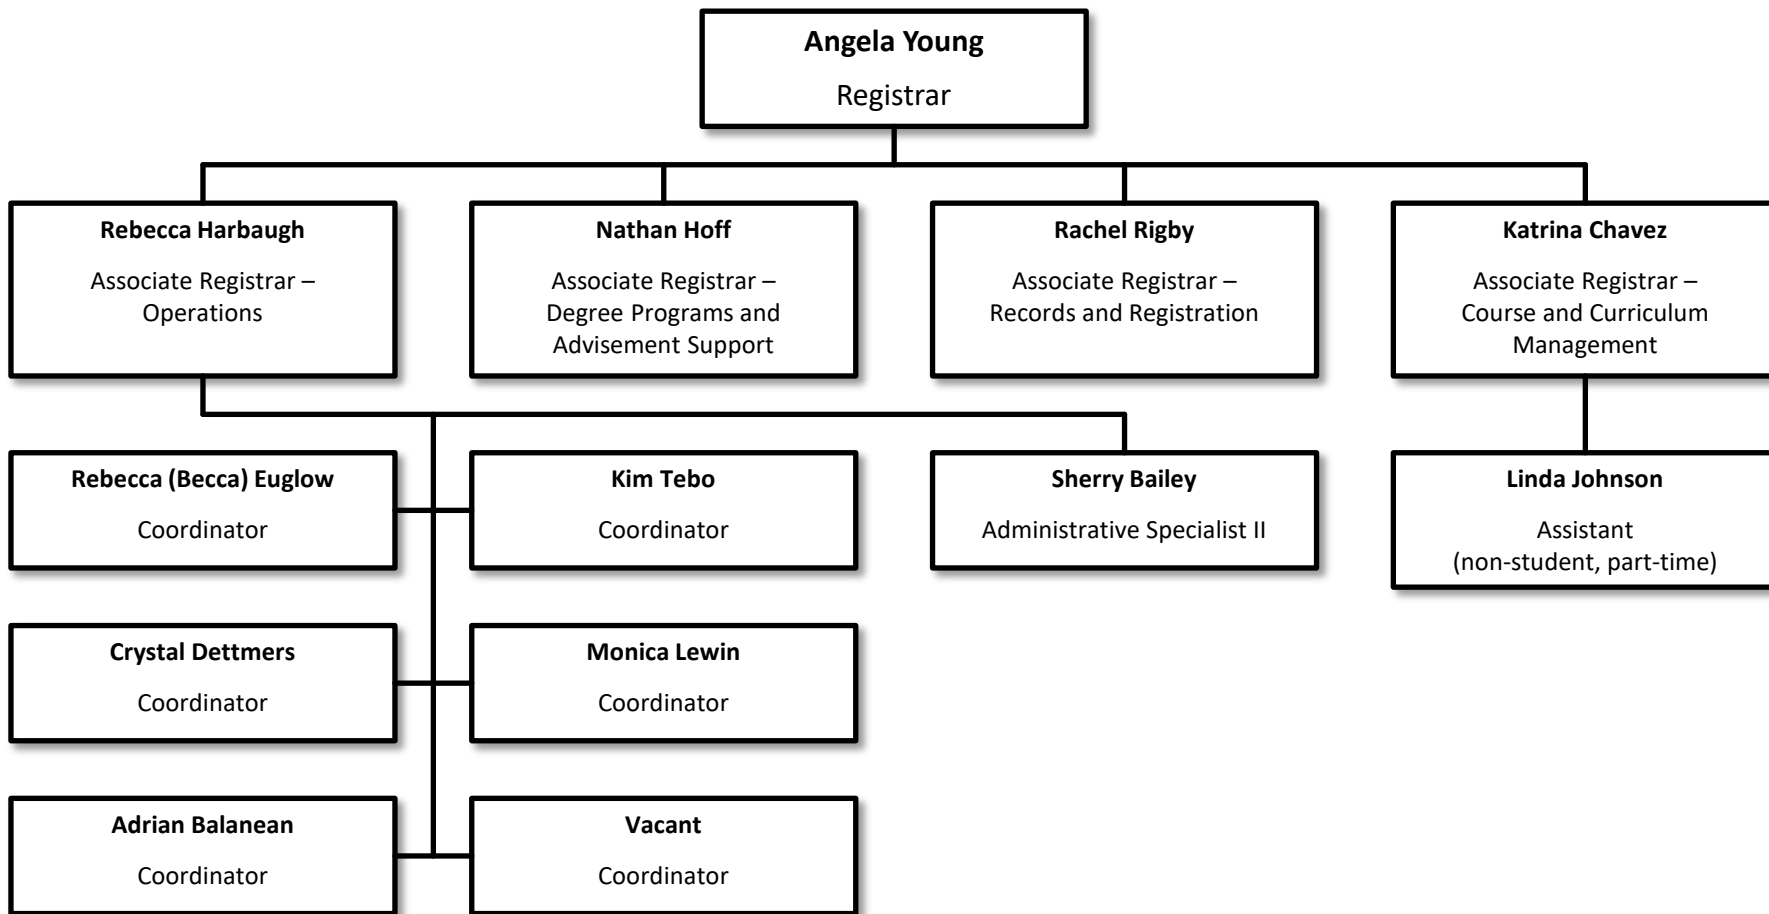 Angela Young
Registrar
Rebecca Harbaugh
Associate Registrar –
Operations
Nathan Hoff
Associate Registrar –
Degree Programs and
Advisement Support
Rachel Rigby
Associate Registrar –
Records and Registration
Katrina Chavez
Associate Registrar –
Course and Curriculum
Management
Rebecca (Becca) Euglow
Coordinator
Kim Tebo
Coordinator
Sherry Bailey
Administrative Specialist II
Linda Johnson
Assistant
(non-student, part-time)
Crystal Dettmers
Coordinator
Monica Lewin
Coordinator
Adrian Balanean
Coordinator
Vacant
Coordinator